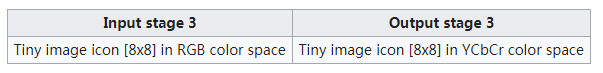 Input stage 3 Output stage 3
Tiny image icon [8x8] in RGB color space Tiny image icon [8x8] in YCbCr color space